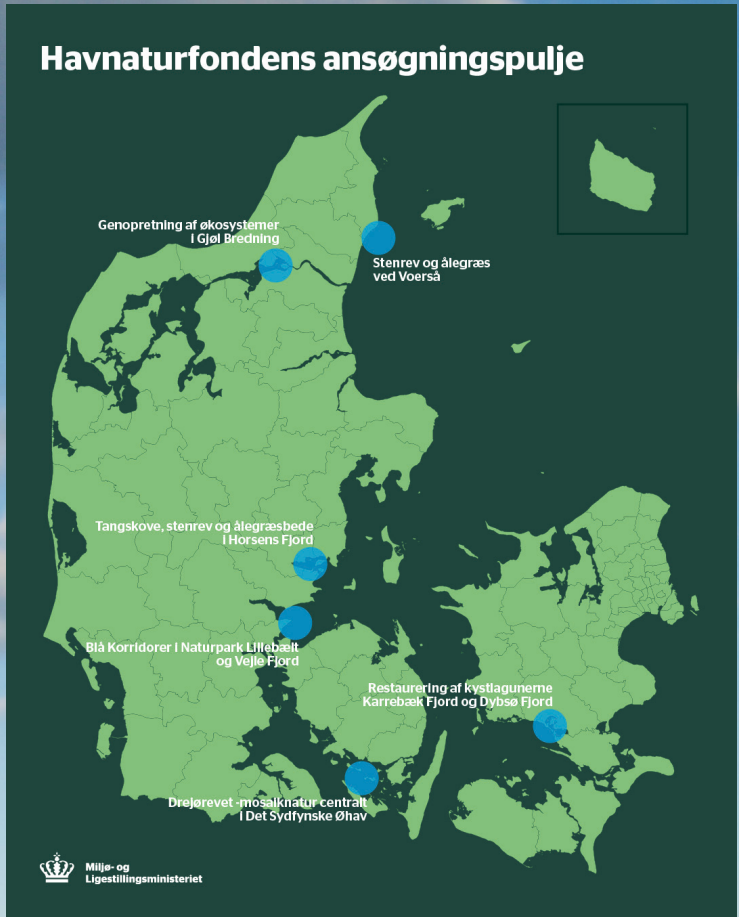 Havnaturfondens ansøgningspulje
Genopretning af økosystemer
i Gjøl Bredning
Stenrev og ålegræs
ved Voerså
Tangskove, stenrev og ålegræsbede
i Horsens Fjord
Blå Korridorer i Naturpark Lillebælt
og Vejle Fjord
Restaurering af kystlagunerne
Karrebæk Fjord og Dybsø Fjord
Drejørevet -mosaiknatur centralt
i Det Sydfynske Øhav
Miljø- og
Ligestillingsministeriet